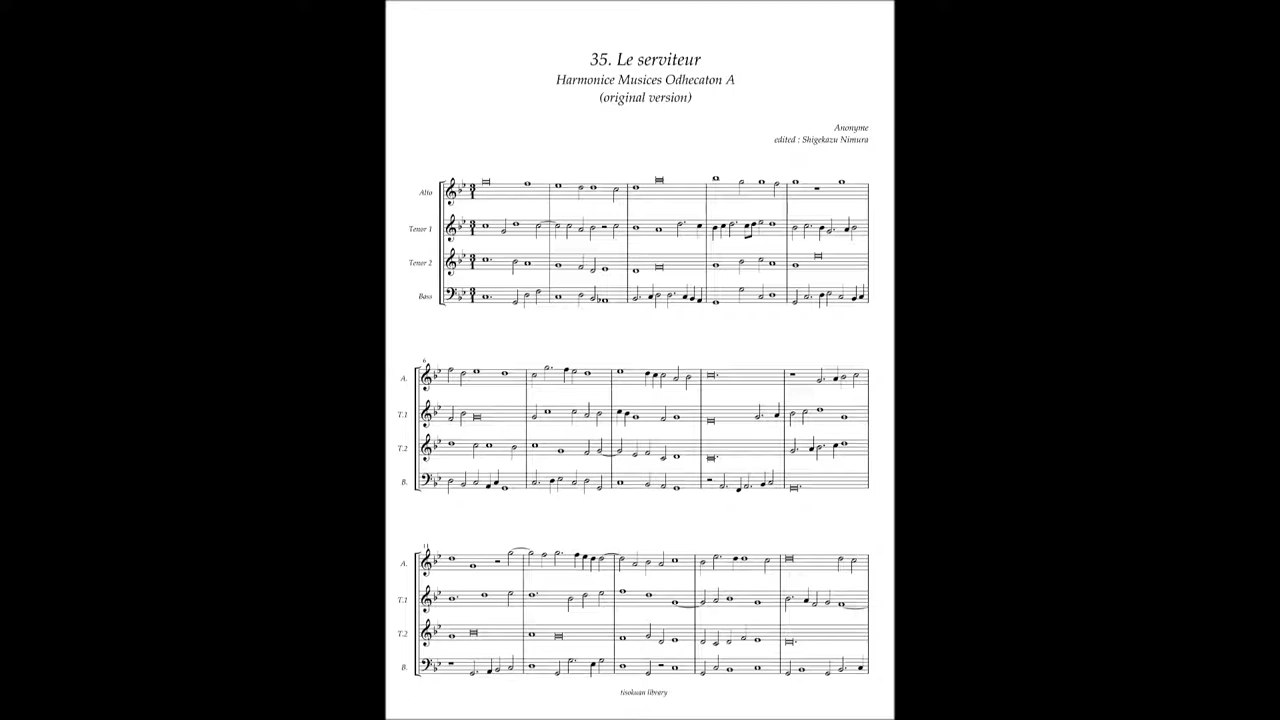 35. Le serviteur
Harmonice Musices Odhecaton A
(original version)
Anonyme
edited : Shigekazu Nimura
Alto
Tenor 1
Tenor 2
Bass
6
A.
T.1
T.2
B.
11
A.
T.1
T.2
B.
tisokuan library